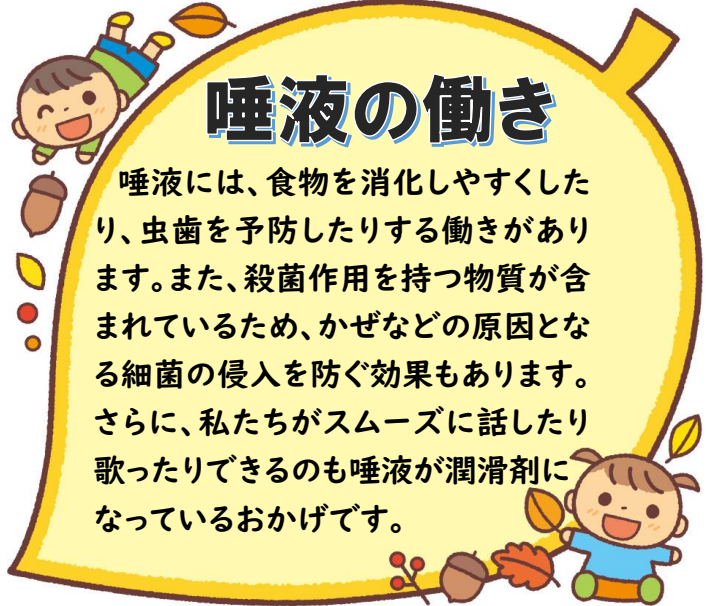 唾液の働き
唾液には、食物を消化しやすくした
り、虫歯を予防したりする働きがあり
ます。また、殺菌作用を持つ物質が含
まれているため、かぜなどの原因とな
る細菌の侵入を防ぐ効果もあります。
さらに、私たちがスムーズに話したり
歌ったりできるのも唾液が潤滑剤に
なっているおかげです。